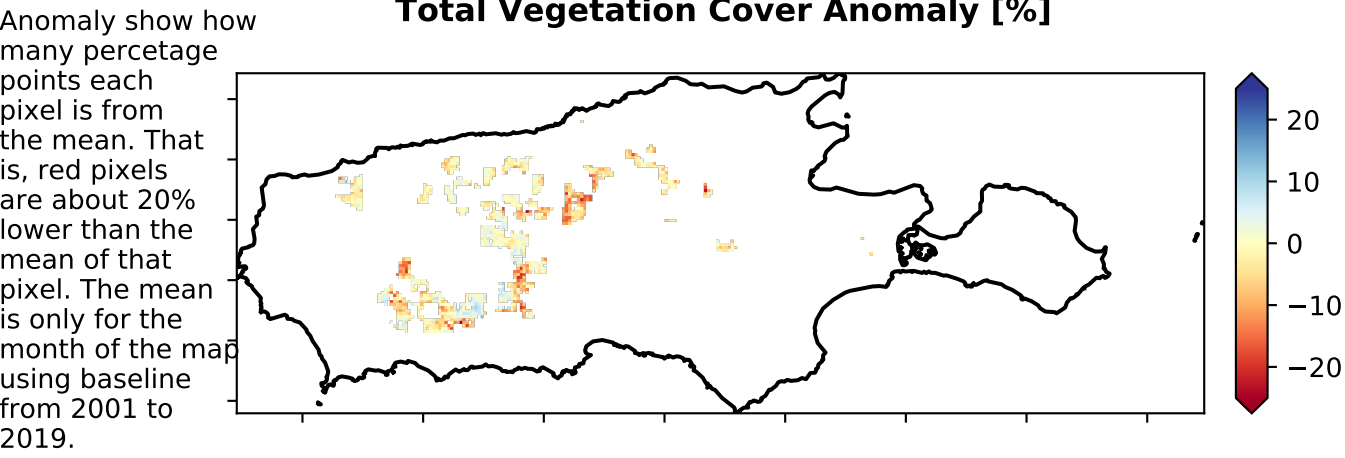 Total Vegetation Cover Anomaly [%]
Anomaly show how
many percetage
points each
pixel is from
the mean. That
is, red pixels
are about 20%
lower than the
mean of that
pixel. The mean
is only for the
month of the map
using baseline
from 2001 to
2019.
20
10
0
−10
−20